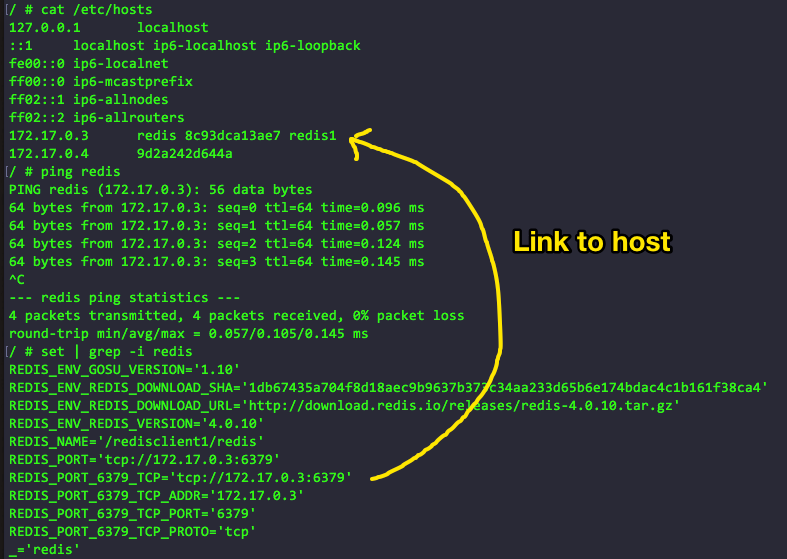 / # cat /etc/hosts
127.0.0.1 localhost
::1 localhost ip6-localhost ip6-loopback
fe00::0 ip6-localnet
ff00::0 ip6-mcastprefix
ff02::1 ip6-allnodes
ff02::2 ip6-allrouters
172.17.0.3 redis 8c93dca13ae7 redis1
172.17.0.4 9d2a242d644a
/ # ping redis
PING redis (172.17.0.3): 56 data bytes
64 bytes from 172.17.0.3: seq=0 ttl=64 time=0.096 ms
64 bytes from 172.17.0.3: seq=1 ttl=64 time=0.057 ms
64 bytes from 172.17.0.3: seq=2 ttl=64 time=0.124 ms
64 bytes from 172.17.0.3: seq=3 ttl=64 time=0.145 ms
Link to host
^C
--- redis ping statistics ---
4 packets transmitted, 4 packets received, 0% packet loss
round-trip min/avg/max = 0.057/0.105/0.145 ms
/ # set | grep -i redis
REDIS_ENV_GOSU_VERSION='1.10'
REDIS_ENV_REDIS_DOWNLOAD_SHA='1db67435a704f8d18aec9b9637b373c34aa233d65b6e174bdac4c1b161f38ca4'
REDIS_ENV_REDIS_DOWNLOAD_URL='http://download.redis.io/releases/redis-4.0.10.tar.gz'
REDIS_ENV_REDIS_VERSION='4.0.10'
REDIS_NAME='/redisclient1/redis'
REDIS_PORT='tcp://172.17.0.3:6379'
REDIS_PORT_6379_TCP='tcp://172.17.0.3:6379'
REDIS_PORT_6379_TCP_ADDR='172.17.0.3'
REDIS_PORT_6379_TCP_PORT='6379'
REDIS_PORT_6379_TCP_PROTO='tcp'
_='redis'